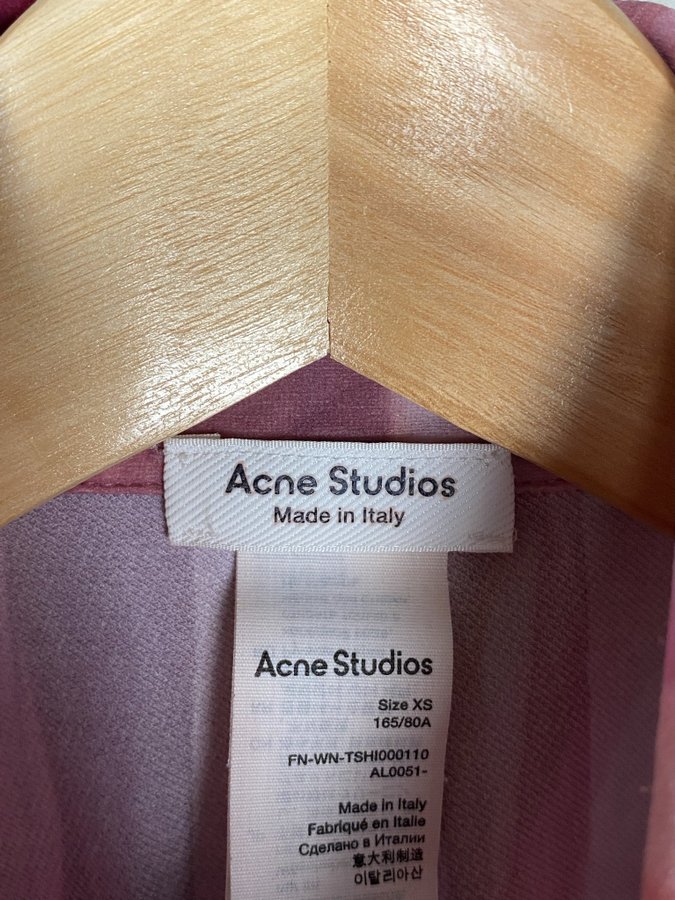 Acne Studios
Made in Italy
Acne Studios
Size XS
165/80A
FN-WN-TSHI000110
AL0051-
Made in Italy
Fabriqué en Italie
Сделано в Италии
意大利制造
이탈리아산